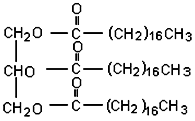 O
CH₂O — C — (CH₂)₁₆CH₃
O
CHO — C — (CH₂)₁₆CH₃
O
CH₂O — C — (CH₂)₁₆CH₃